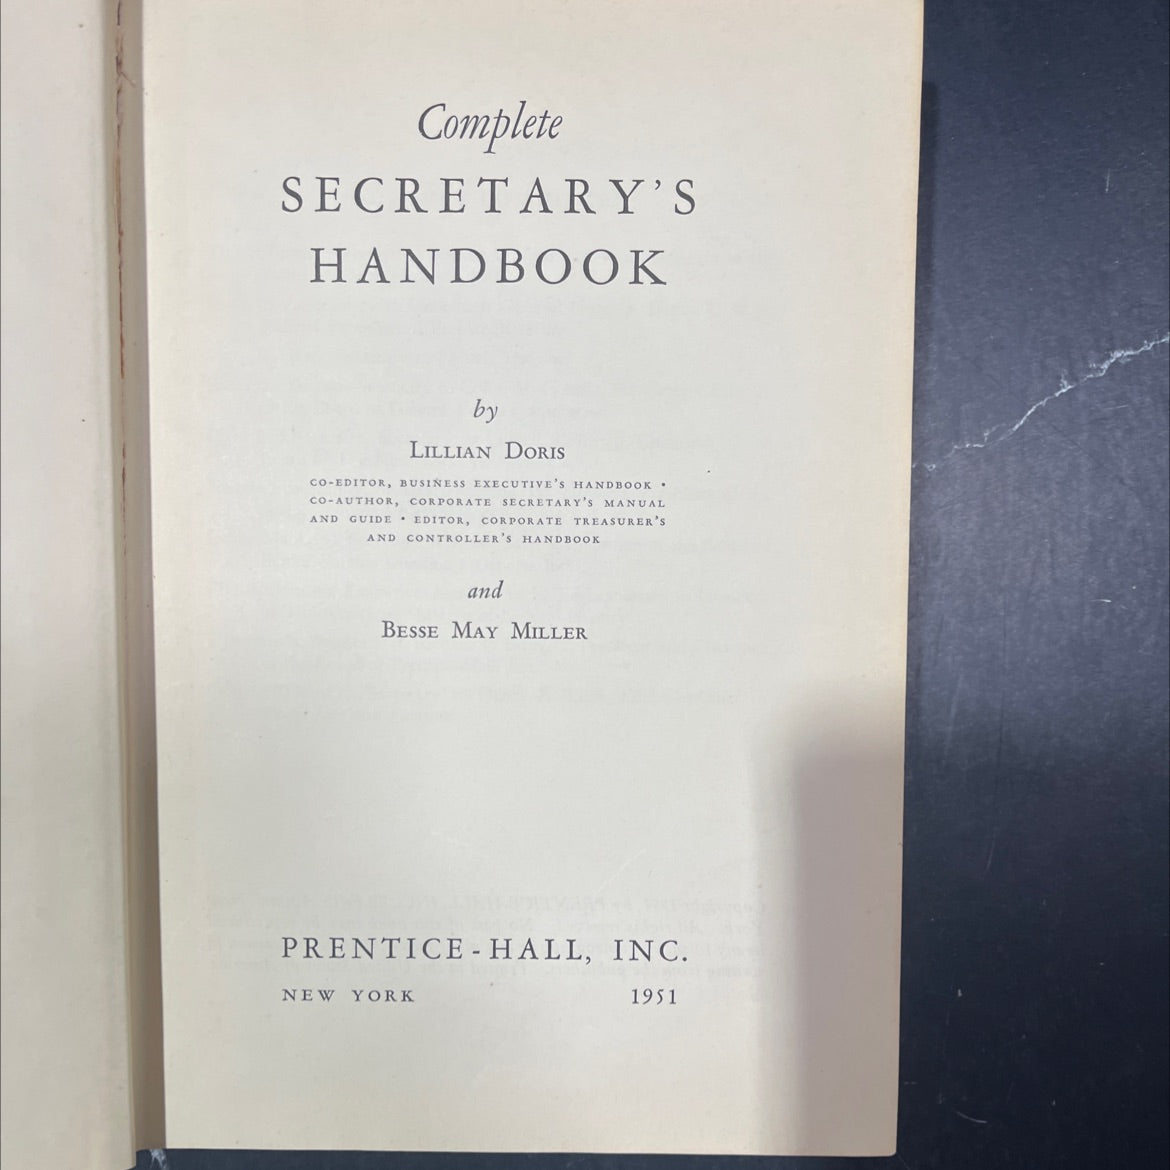 Complete
SECRETARY'S
HANDBOOK
by
LILLIAN DORIS
CO-EDITOR, BUSINESS EXECUTIVE'S HANDBOOK •
CO-AUTHOR, CORPORATE SECRETARY'S MANUAL
AND GUIDE • EDITOR, CORPORATE TREASURER'S
AND CONTROLLER'S HANDBOOK
and
BESSE MAY MILLER
PRENTICE-HALL, INC.
NEW YORK 1951